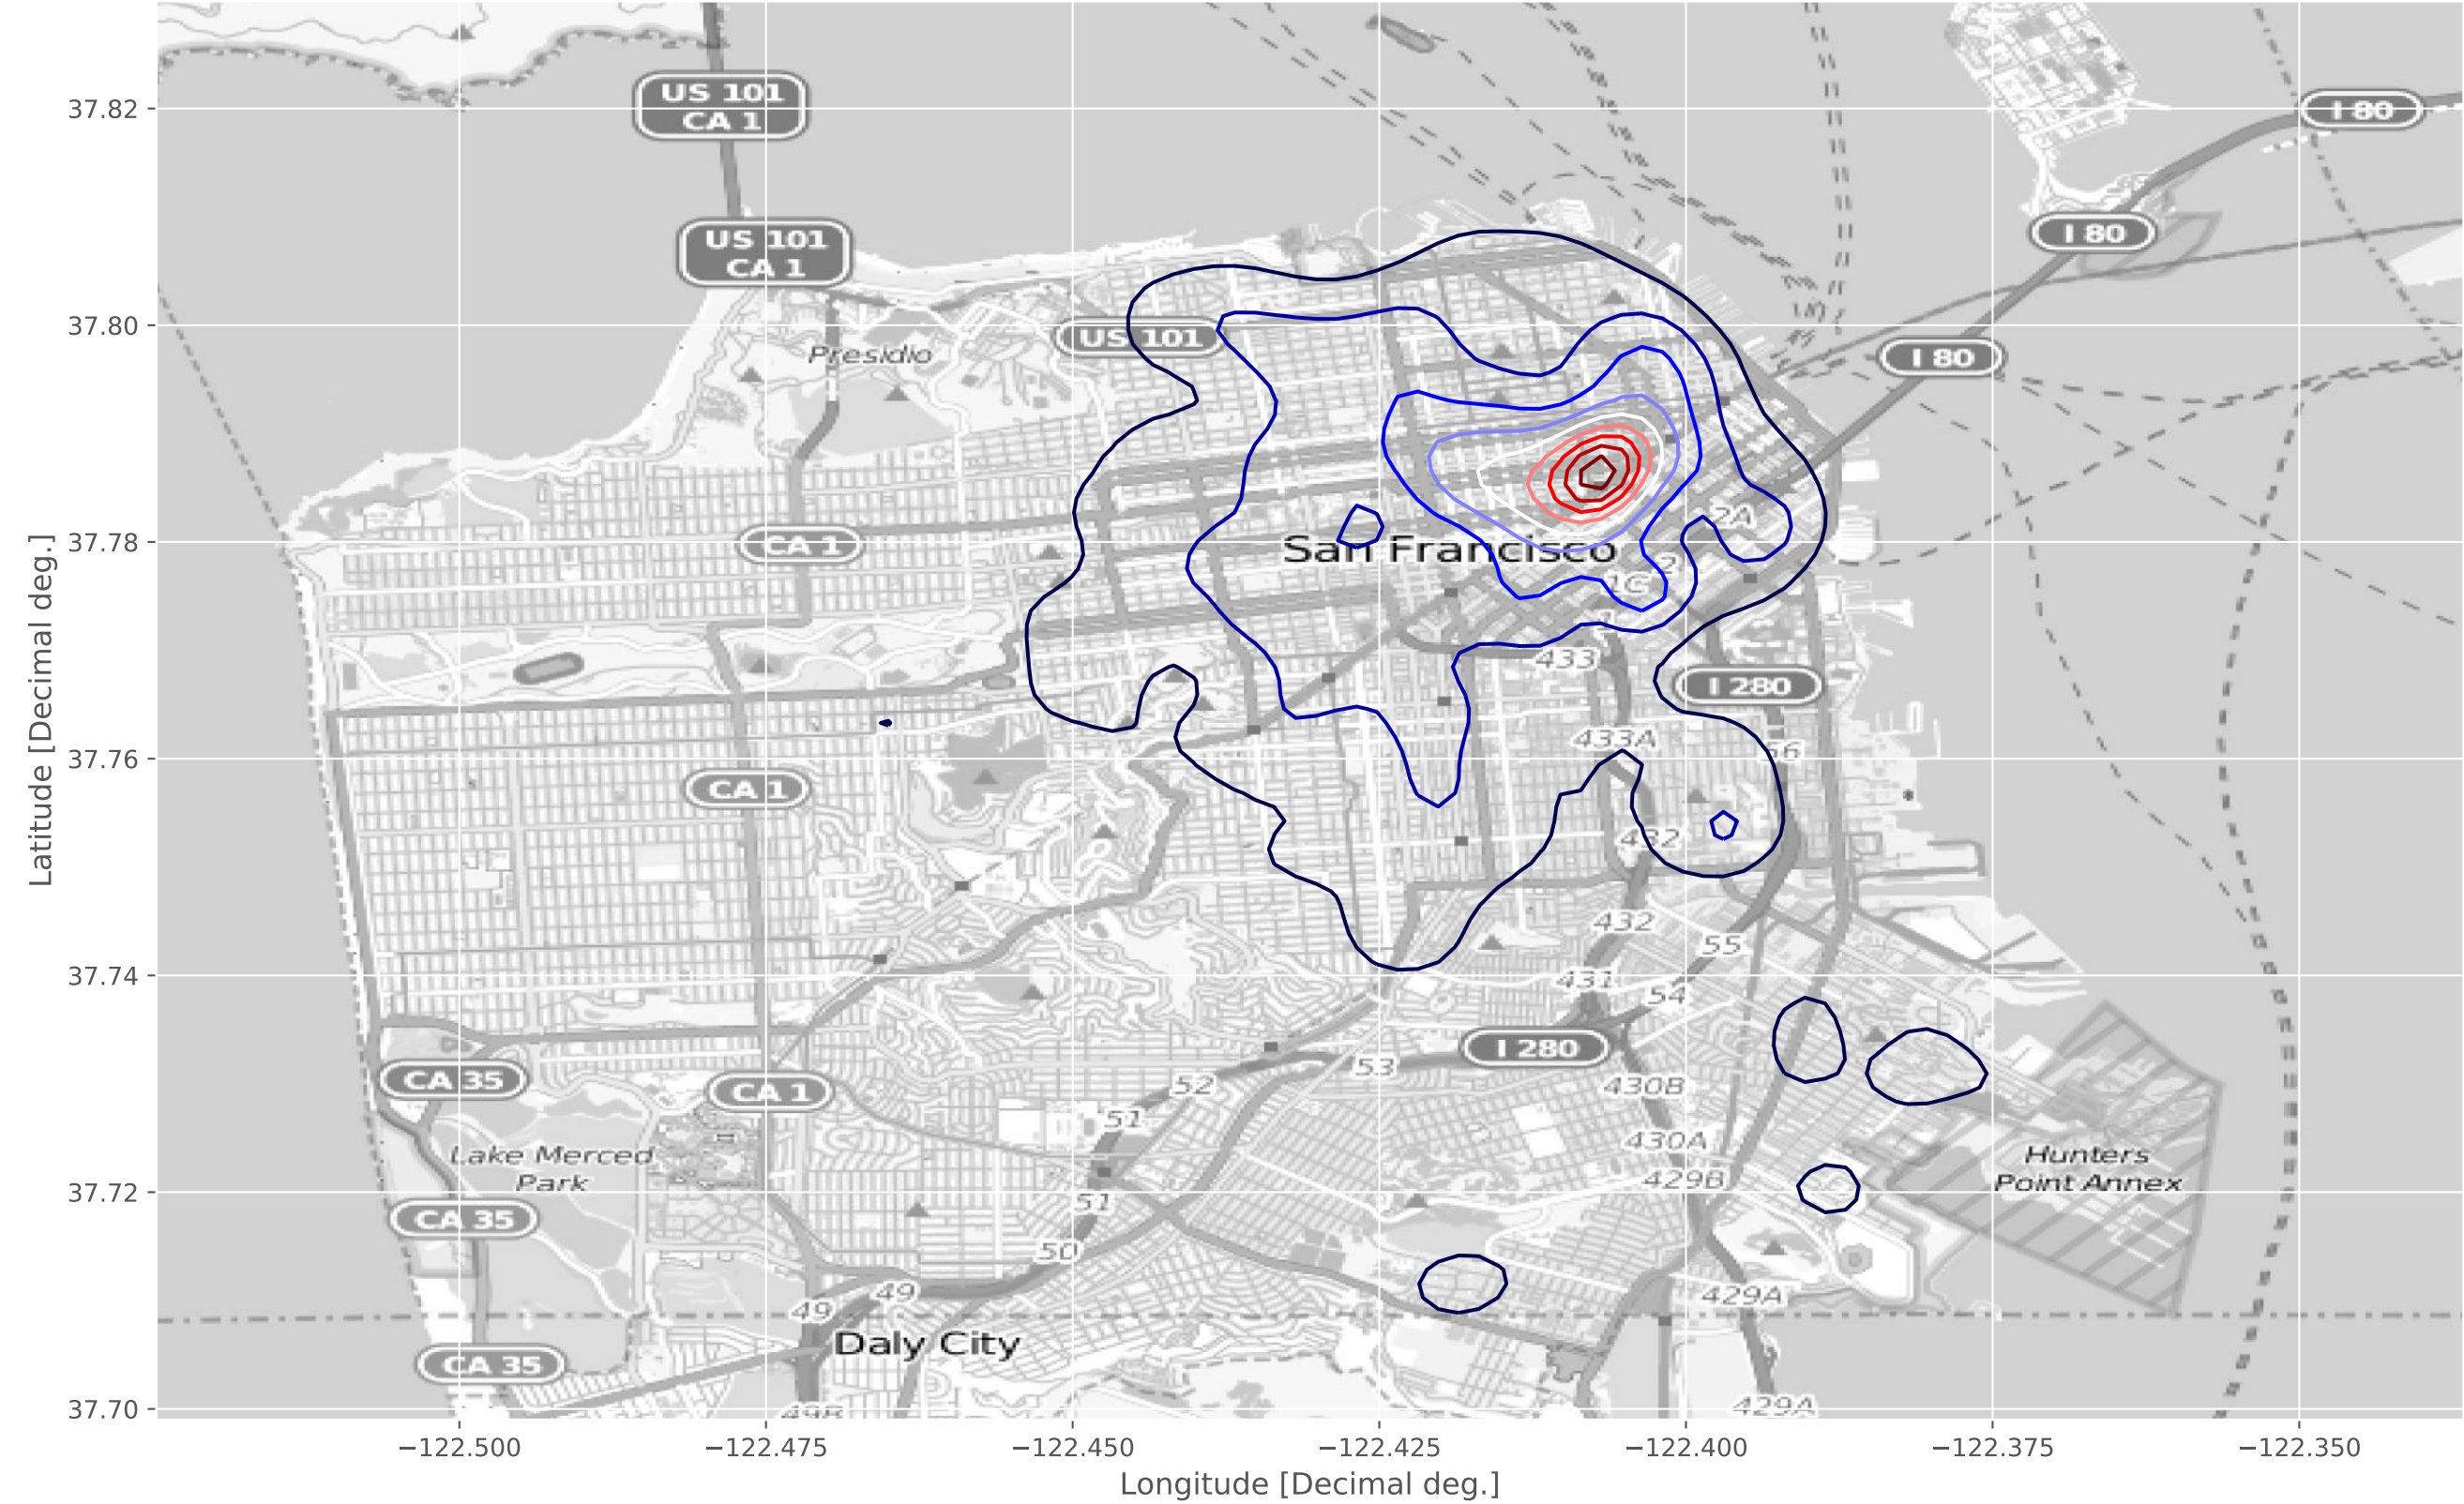 37.82
37.80
37.78
37.76
37.74
37.72
37.70
Latitude [Decimal deg.]
US 101
CA 1
I 80
US 101
CA 1
I 80
US 101
I 80
Presidio
2A
CA 1
San Francisco
2
1C
1
433
I 280
433A
56
CA 1
432
432
55
431
54
I 280
53
CA 35
CA 1
52
430B
51
430A
Lake Merced
Park
Hunters
Point Annex
429B
51
CA 35
50
49
429A
49
Daly City
CA 35
429A
49B
−122.500
−122.475
−122.450
−122.425
−122.400
−122.375
−122.350
Longitude [Decimal deg.]